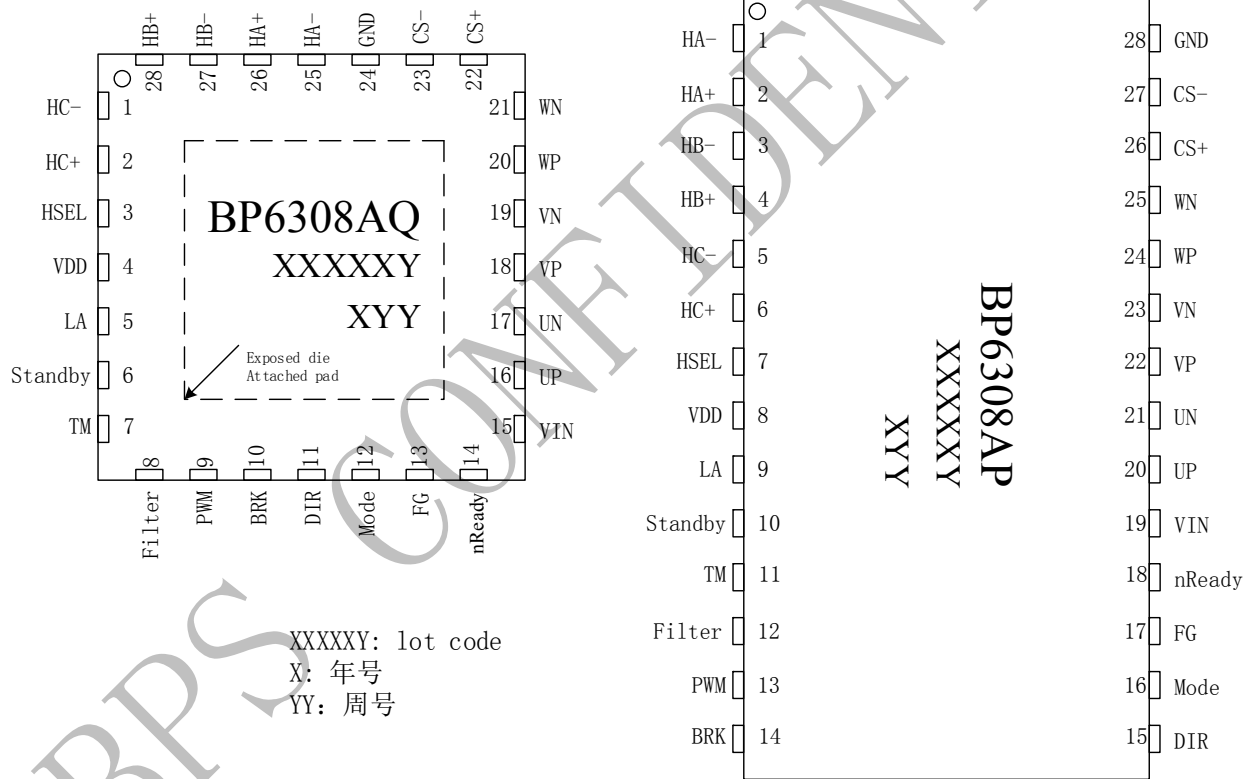 HB+
HB-
HA+
HA-
GND
CS-
CS+
28
27
26
25
24
23
22
HC- 1
HC+ 2
HSEL 3
VDD 4
LA 5
Standby 6
TM 7
21 WN
20 WP
19 VN
18 VP
17 UN
16 UP
15 VIN
BP6308AQ
XXXXXY
XYY
Exposed die
Attached pad
8
9
10
11
12
13
14
Filter
PWM
BRK
DIR
Mode
FG
nReady
XXXXXY: lot code
X: 年号
YY: 周号
HA- 1
HA+ 2
HB- 3
HB+ 4
HC- 5
HC+ 6
HSEL 7
VDD 8
LA 9
Standby 10
TM 11
Filter 12
PWM 13
BRK 14
BP6308AP
XXXXXY
XYY
28 GND
27 CS-
26 CS+
25 WN
24 WP
23 VN
22 VP
21 UN
20 UP
19 VIN
18 nReady
17 FG
16 Mode
15 DIR
BPS CONFIDEN